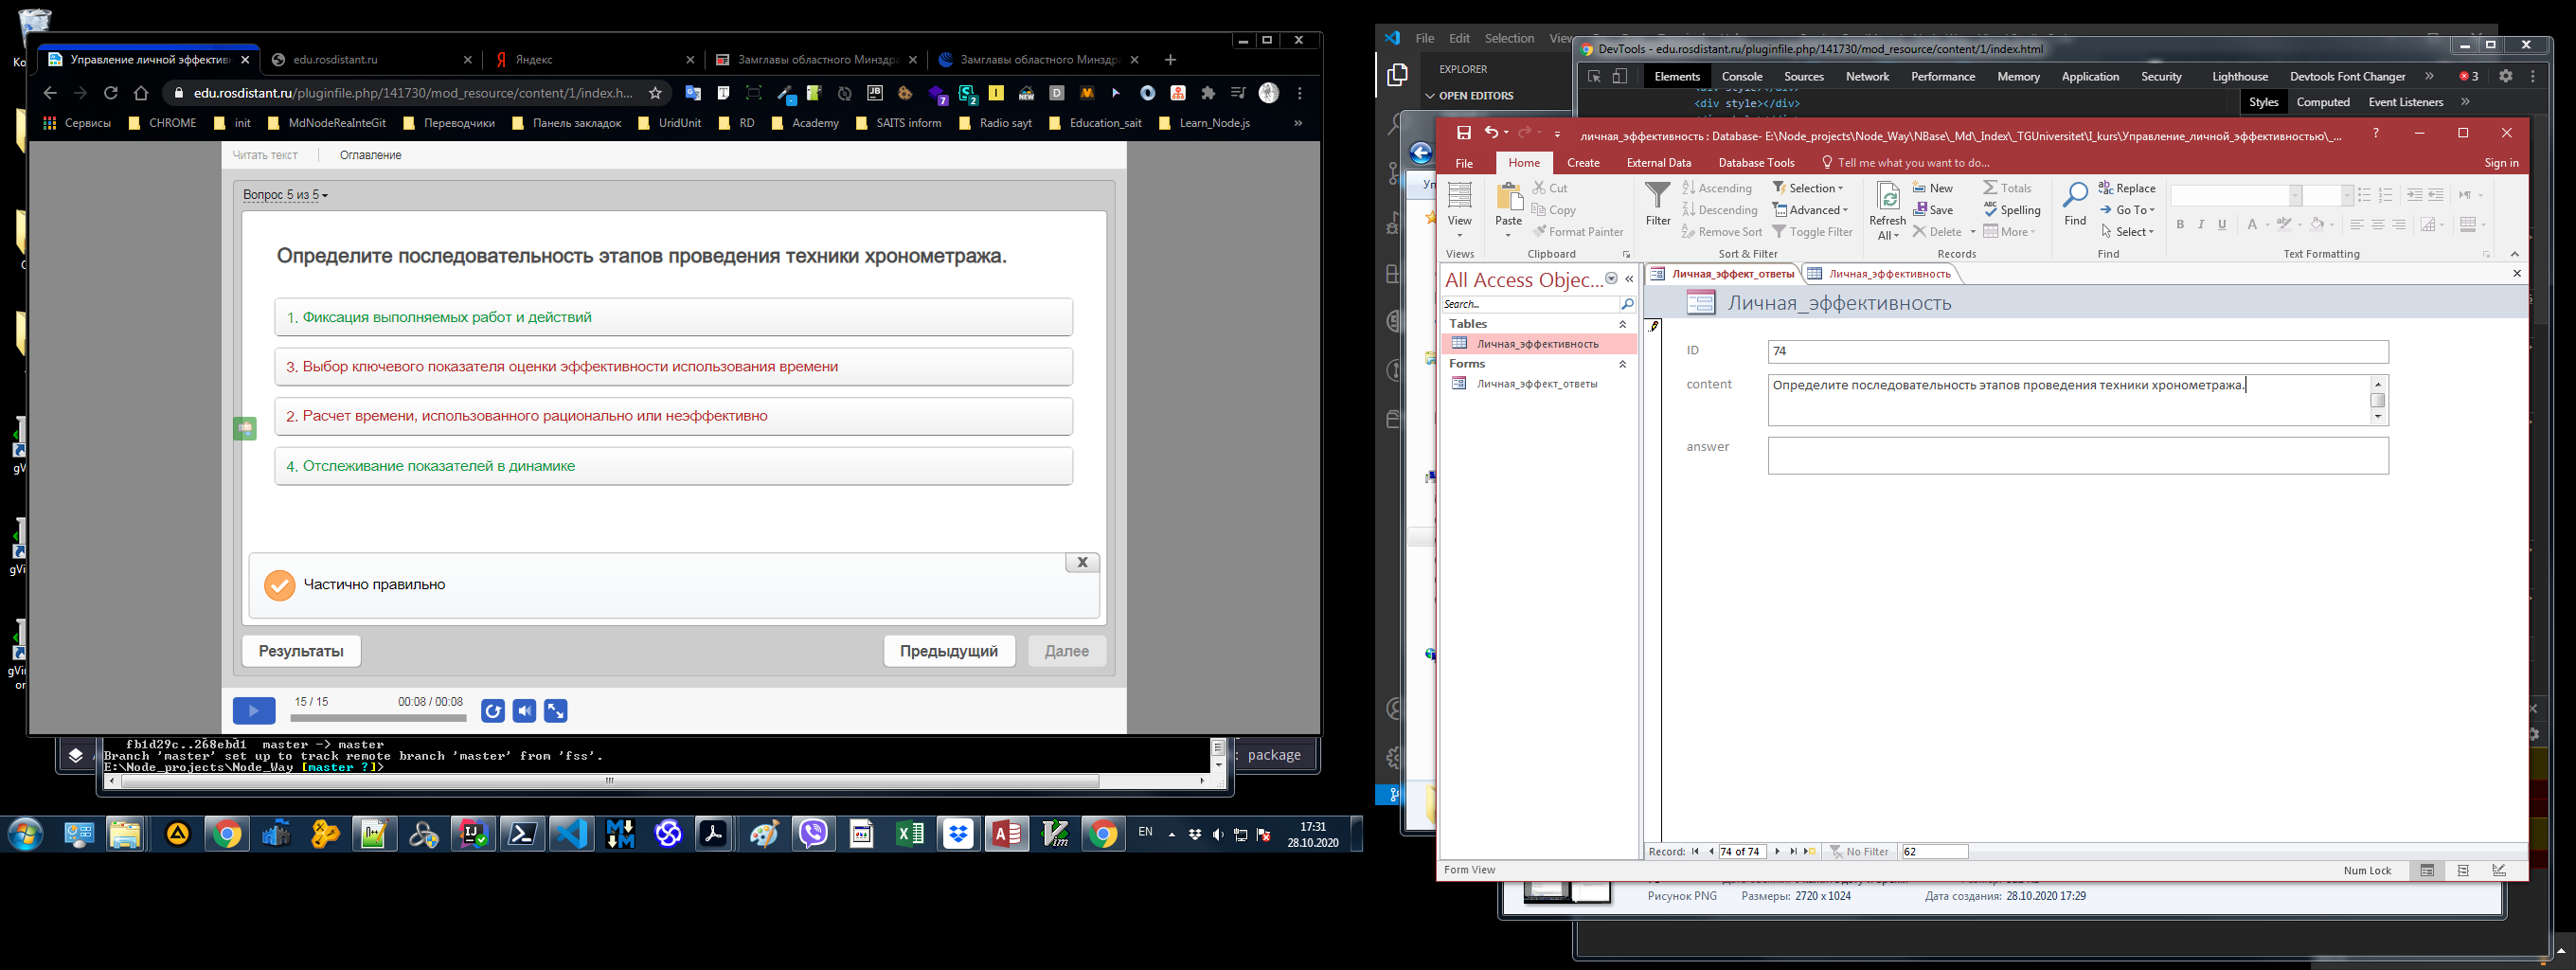 Управление личной эффектив
edu.rosdistant.ru
Яндекс
Замглавы областного Минздра
Замглавы областного Минздра
edu.rosdistant.ru/pluginfile.php/141730/mod_resource/content/1/index.h...
Сервисы
CHROME
init
MdNodeReaInteGit
Переводчики
Панель закладок
UridUnit
RD
Academy
SAITS inform
Radio sayt
Education_sait
Learn_Node.js
Читать текст
Оглавление
Вопрос 5 из 5
Определите последовательность этапов проведения техники хронометража.
1. Фиксация выполняемых работ и действий
3. Выбор ключевого показателя оценки эффективности использования времени
2. Расчет времени, использованного рационально или неэффективно
4. Отслеживание показателей в динамике
Частично правильно
Результаты
Предыдущий
Далее
15 / 15
00:08 / 00:08
fb1d29c..268ebd1  master -> master
Branch 'master' set up to track remote branch 'master' from 'fss'.
E:\Node_projects\Node_Way [master ?]>
: package
EN
17:31
28.10.2020
File Edit Selection
EXPLORER
OPEN EDITORS
DevTools - edu.rosdistant.ru/pluginfile.php/141730/mod_resource/content/1/index.html
Elements Console Sources Network Performance Memory Application Security Lighthouse Devtools Font Changer
3
<div style></div>
Styles Computed Event Listeners
личная_эффективность : Database- E:\Node_projects\Node_Way\NBase\_Md\_Index\_TGUniversitet\I_kurs\Управление_личной_эффективностью\_...
File Home Create External Data Database Tools Tell me what you want to do...
Sign in
View
Views
Paste
Cut
Copy
Format Painter
Clipboard
Filter
Ascending
Descending
Remove Sort
Selection
Advanced
Toggle Filter
Sort & Filter
Refresh All
New
Save
Delete
Totals
Spelling
More
Records
Find
Replace
Go To
Select
Find
B I U
Text Formatting
All Access Objec...
Search...
Tables
Личная_эффективность
Forms
Личная_эффект_ответы
Личная_эффект_ответы
Личная_эффективность
Личная_эффективность
ID
74
content
Определите последовательность этапов проведения техники хронометража.
answer
Record:
74 of 74
No Filter
62
Form View
Num Lock
Рисунок PNG
Размеры: 2720 x 1024
Дата создания: 28.10.2020 17:29